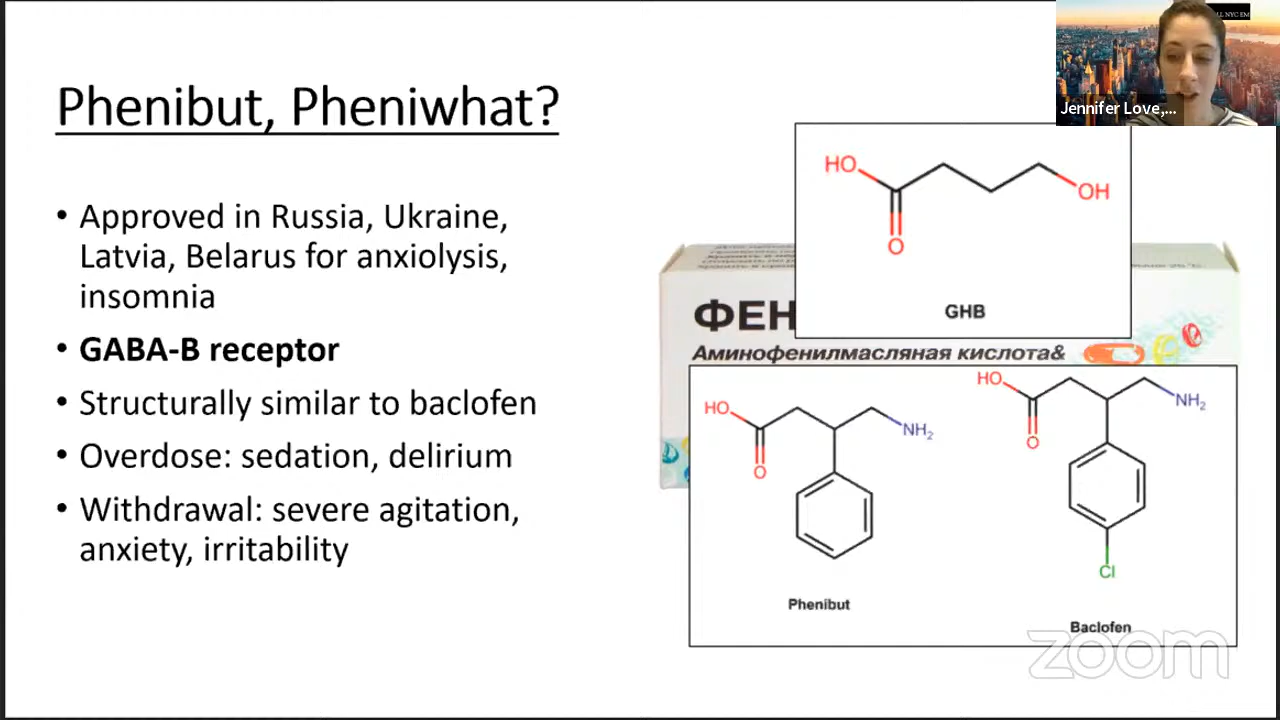 Phenibut, Pheniwhat?
• Approved in Russia, Ukraine,
Latvia, Belarus for anxiolysis,
insomnia
• GABA-B receptor
• Structurally similar to baclofen
• Overdose: sedation, delirium
• Withdrawal: severe agitation,
anxiety, irritability
Jennifer Love,...
HO
OH
O
GHB
ФЕН
Аминофенилмасляная кислота&
HO
NH2
O
Phenibut
HO
NH2
O
Cl
Baclofen
zoom